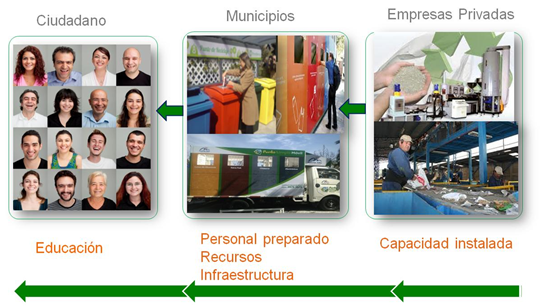 Ciudadano
Municipios
Empresas Privadas
Educación
Personal preparado
Recursos
Infraestructura
Capacidad instalada